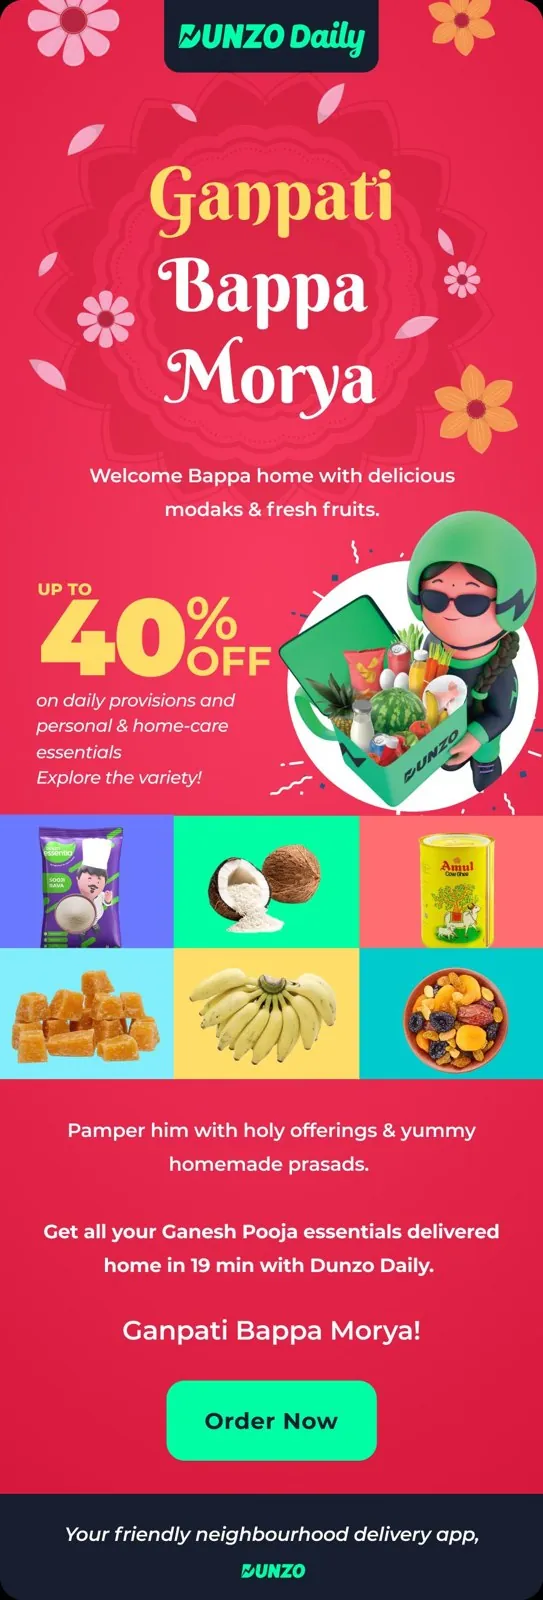 DUNZO Daily
Ganpati
Bappa
Morya
Welcome Bappa home with delicious
modaks & fresh fruits.
UP TO
40%
OFF
on daily provisions and
personal & home-care
essentials
Explore the variety!
DUNZO
essential
SOOJI
RAVA
Amul
Cow Ghee
Pamper him with holy offerings & yummy
homemade prasads.
Get all your Ganesh Pooja essentials delivered
home in 19 min with Dunzo Daily.
Ganpati Bappa Morya!
Order Now
Your friendly neighbourhood delivery app,
DUNZO